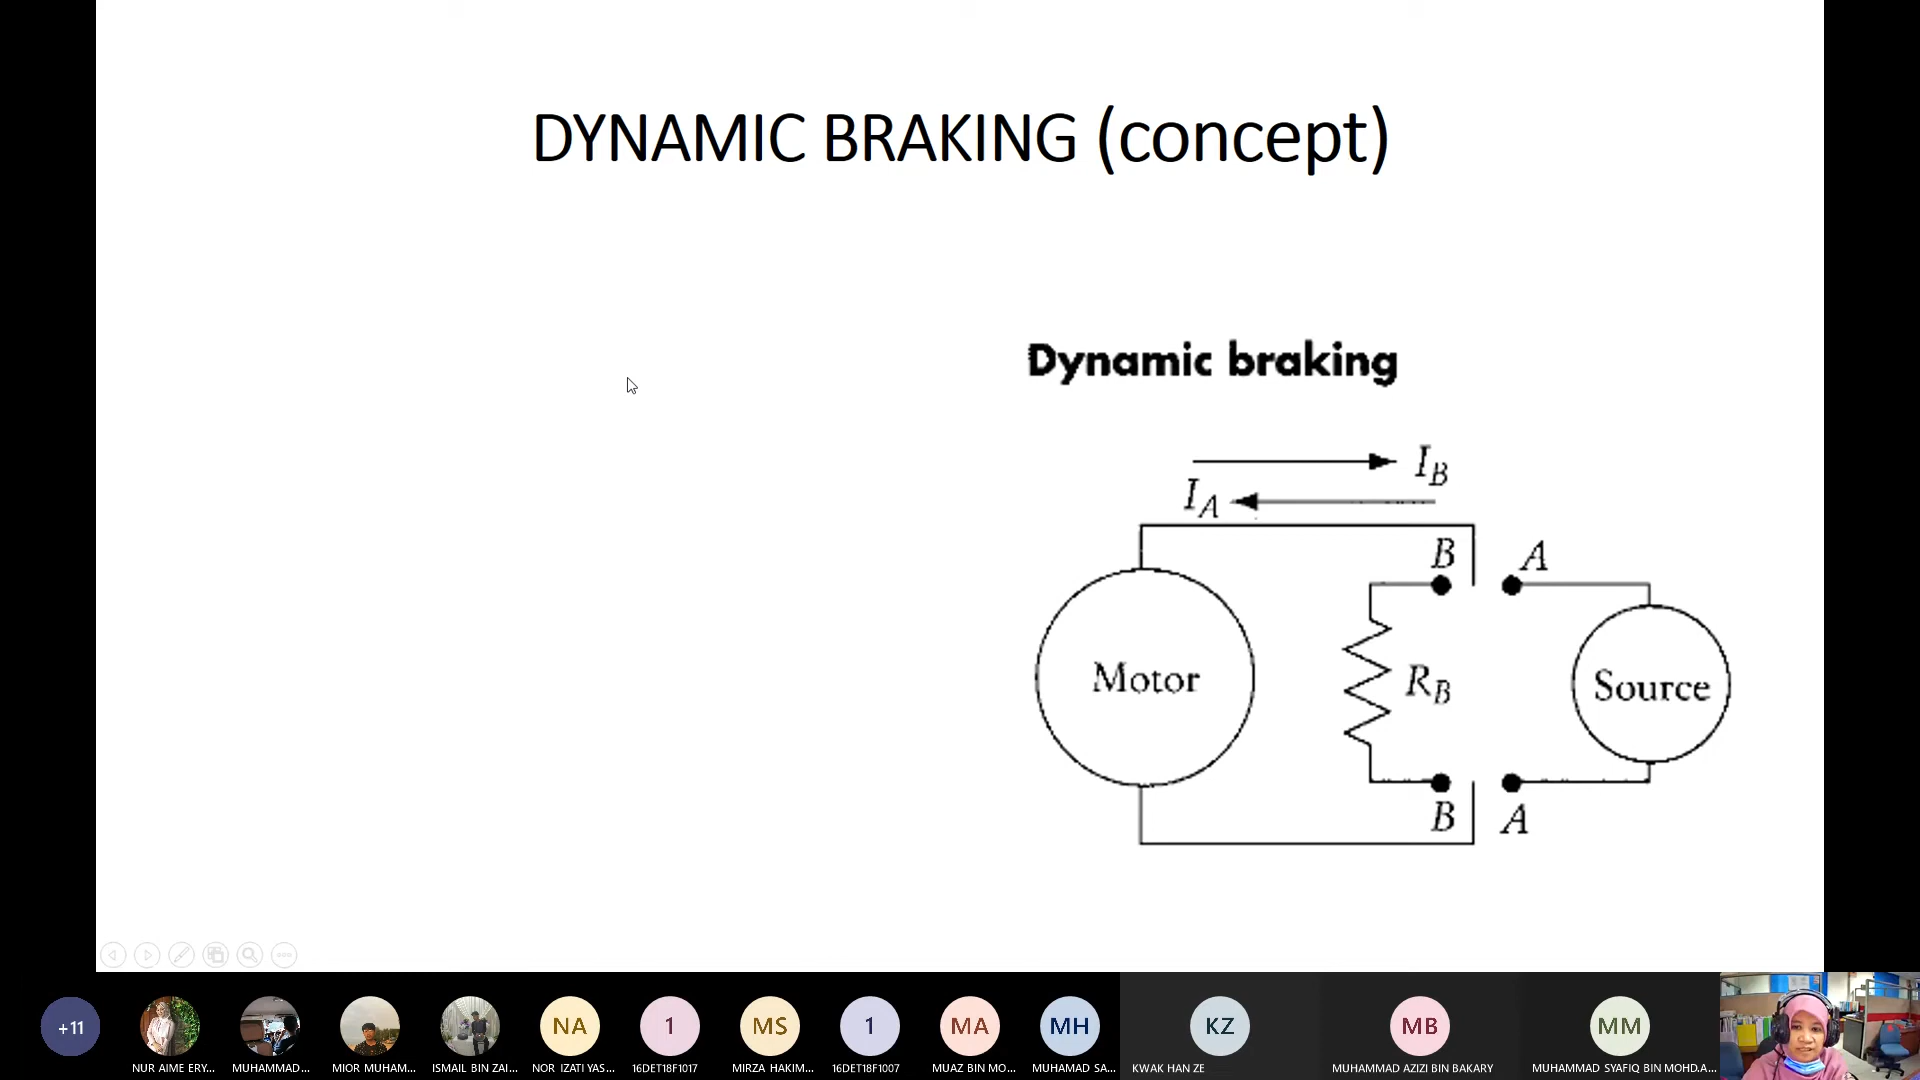 DYNAMIC BRAKING (concept)
Dynamic braking
I_B
I_A
B A
Motor
R_B
Source
B A
+11
NA
1
MS
1
MA
MH
KZ
MB
MM
NUR AIME ERY...
MUHAMMAD...
MIOR MUHAM...
ISMAIL BIN ZAI...
NOR IZATI YAS...
16DET18F1017
MIRZA HAKIM...
16DET18F1007
MUAZ BIN MO...
MUHAMAD SA...
KWAK HAN ZE
MUHAMMAD AZIZI BIN BAKARY
MUHAMMAD SYAFIQ BIN MOHD.A...